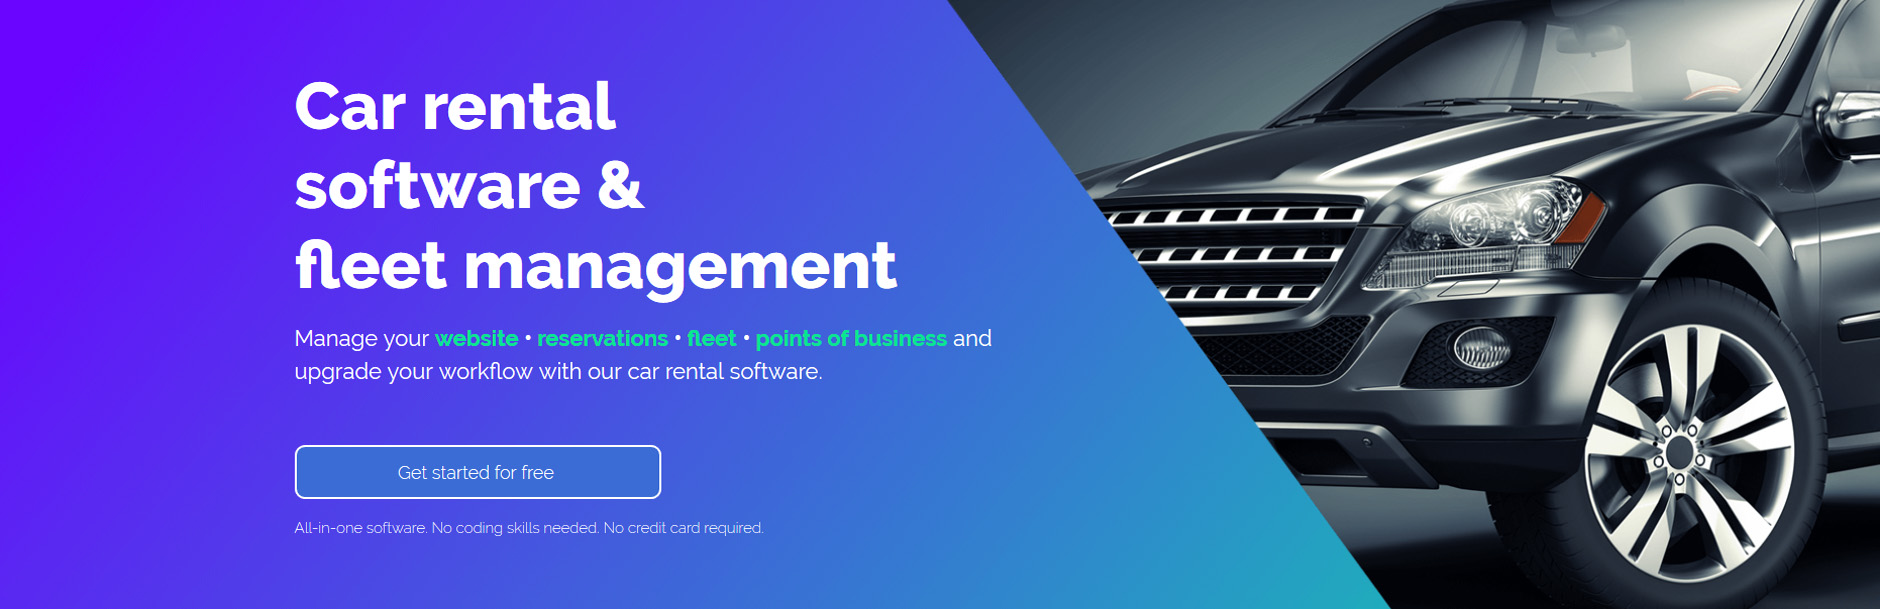 Car rental
software &
fleet management
Manage your website • reservations • fleet • points of business and
upgrade your workflow with our car rental software.
Get started for free
All-in-one software. No coding skills needed. No credit card required.